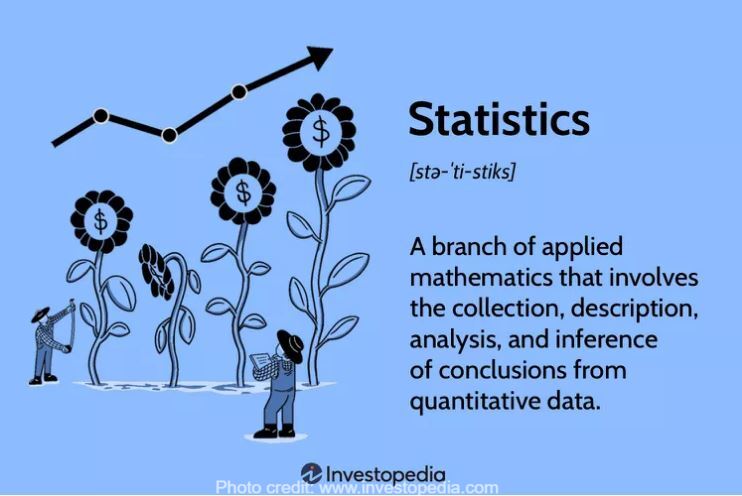 $
$
$
Statistics
[stə-'ti-stiks]
A branch of applied
mathematics that involves
the collection, description,
analysis, and inference
of conclusions from
quantitative data.
Investopedia
Photo credit: www.investopedia.com